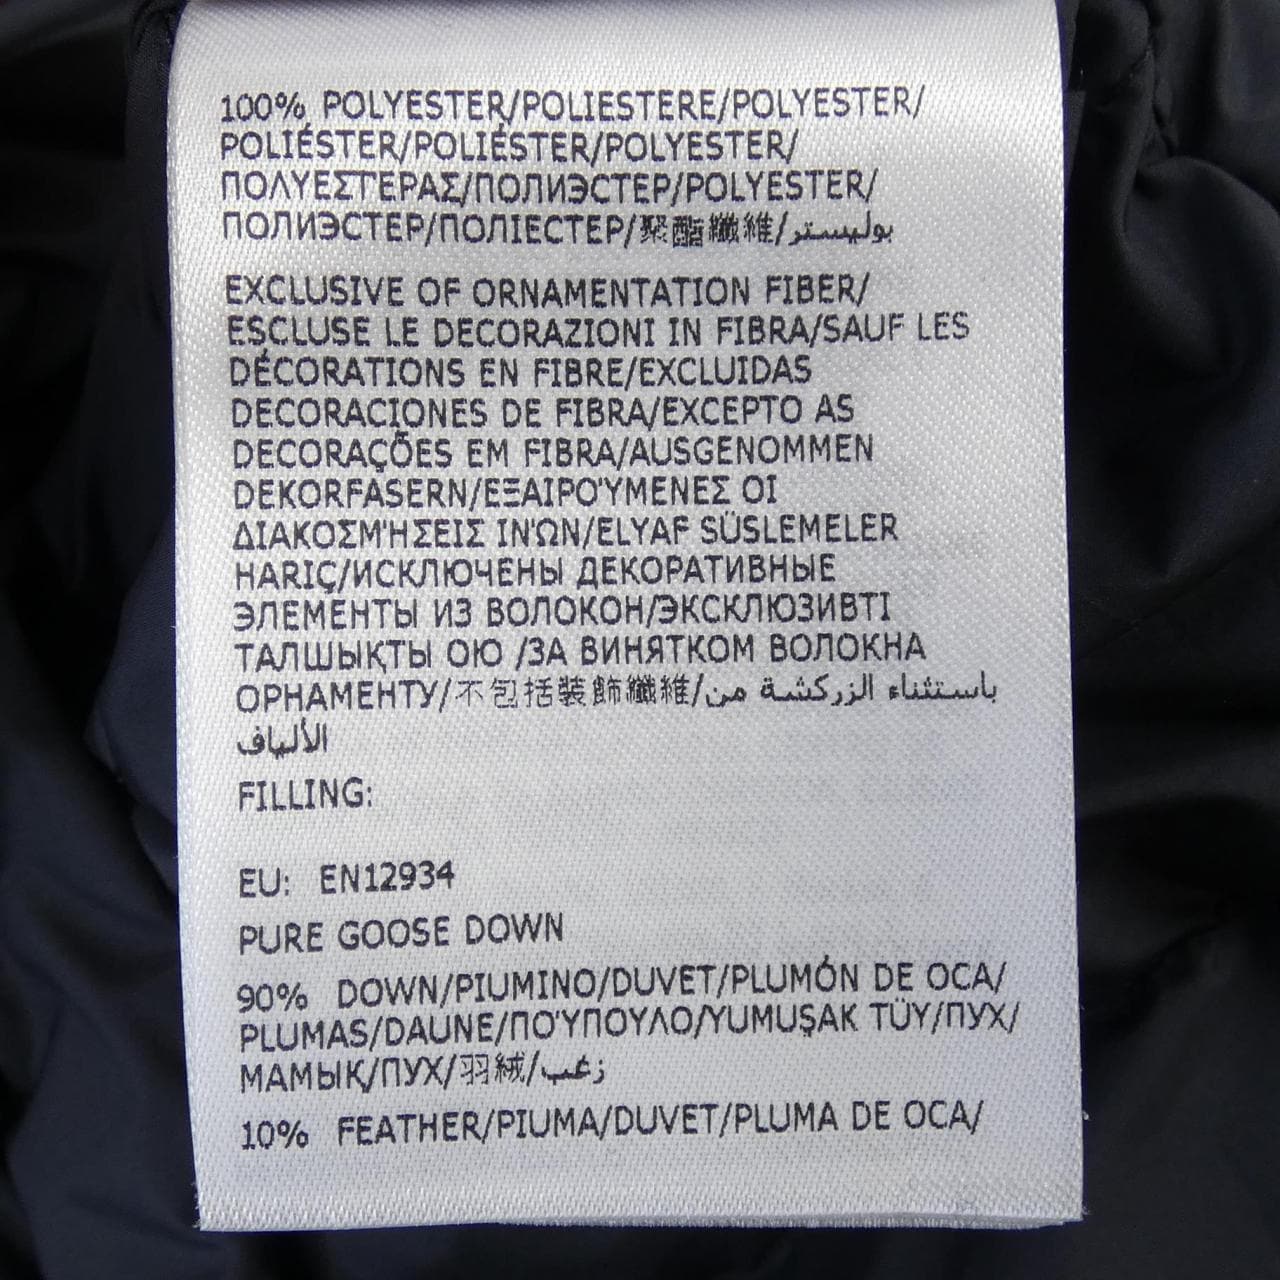 100% POLYESTER/POLIESTERE/POLYESTER/
POLIÉSTER/POLIÉSTER/POLYESTER/
ΠΟΛΥΕΣΤΕΡΑΣ/ПОЛИЭСТЕР/POLYESTER/
ПОЛИЭСТЕР/ПОЛІЕСТЕР/聚酯纖維/بوليستر
EXCLUSIVE OF ORNAMENTATION FIBER/
ESCLUSE LE DECORAZIONI IN FIBRA/SAUF LES
DÉCORATIONS EN FIBRE/EXCLUIDAS
DECORACIONES DE FIBRA/EXCEPTO AS
DECORAÇÕES EM FIBRA/AUSGENOMMEN
DEKORFASERN/ΕΞΑΙΡΟΎΜΕΝΕΣ ΟΙ
ΔΙΑΚΟΣΜΉΣΕΙΣ ΙΝΏΝ/ELYAF SÜSLEMELER
HARIÇ/ИСКЛЮЧЕНЫ ДЕКОРАТИВНЫЕ
ЭЛЕМЕНТЫ ИЗ ВОЛОКОН/ЭКСКЛЮЗИВТІ
ТАЛШЫҚТЫ ОЮ /ЗА ВИНЯТКОМ ВОЛОКНА
ОРНАМЕНТУ/不包括裝飾纖維/باستثناء الزركشة من
الألياف
FILLING:
EU: EN12934
PURE GOOSE DOWN
90% DOWN/PIUMINO/DUVET/PLUMÓN DE OCA/
PLUMAS/DAUNE/ΠΟΎΠΟΥΛΟ/YUMUŞAK TÜY/ПУХ/
МАМЫҚ/ПУХ/羽絨/زغب
10% FEATHER/PIUMA/DUVET/PLUMA DE OCA/